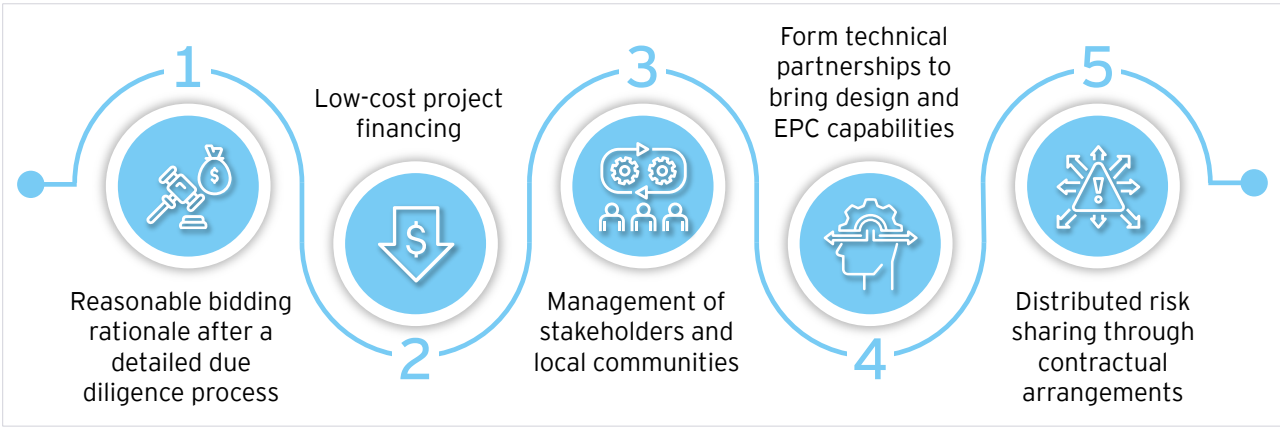 1
Reasonable bidding
rationale after a
detailed due
diligence process
Low-cost project
financing
$
2
3
Management of
stakeholders and
local communities
Form technical
partnerships to
bring design and
EPC capabilities
4
5
!
Distributed risk
sharing through
contractual
arrangements
$